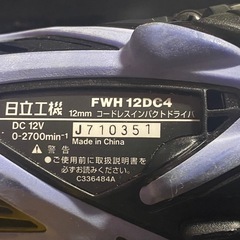 日立工機 FWH 12DC4
12mm コードレスインパクトドライバ
DC 12V
0-2700min⁻¹
J710351
Made in China
⚠ 警告
●ご使用前に取扱説明書を
必ずお読みください。
C336484A